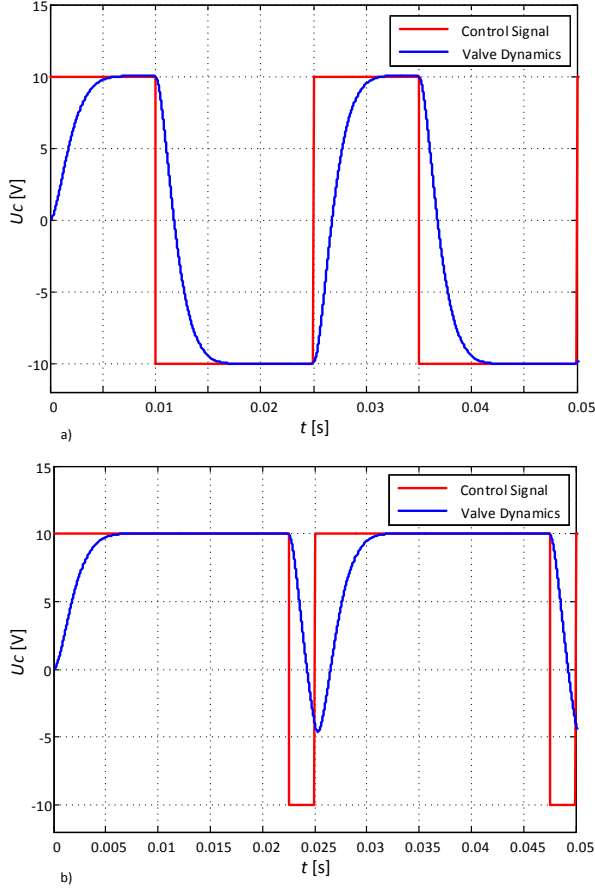 15
Control Signal
Valve Dynamics
10
5
Uc [V]
0
-5
-10
0 0.01 0.02 0.03 0.04 0.05
t [s]
a)
15
Control Signal
Valve Dynamics
10
5
Uc [V]
0
-5
-10
0 0.005 0.01 0.015 0.02 0.025 0.03 0.035 0.04 0.045 0.05
t [s]
b)